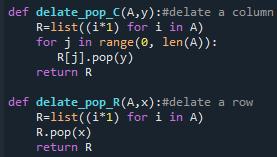 def delate_pop_C(A,y):#delate a column
    R=list((i*1) for i in A)
    for j in range(0, len(A)):
        R[j].pop(y)
    return R

def delate_pop_R(A,x):#delate a row
    R=list((i*1) for i in A)
    R.pop(x)
    return R